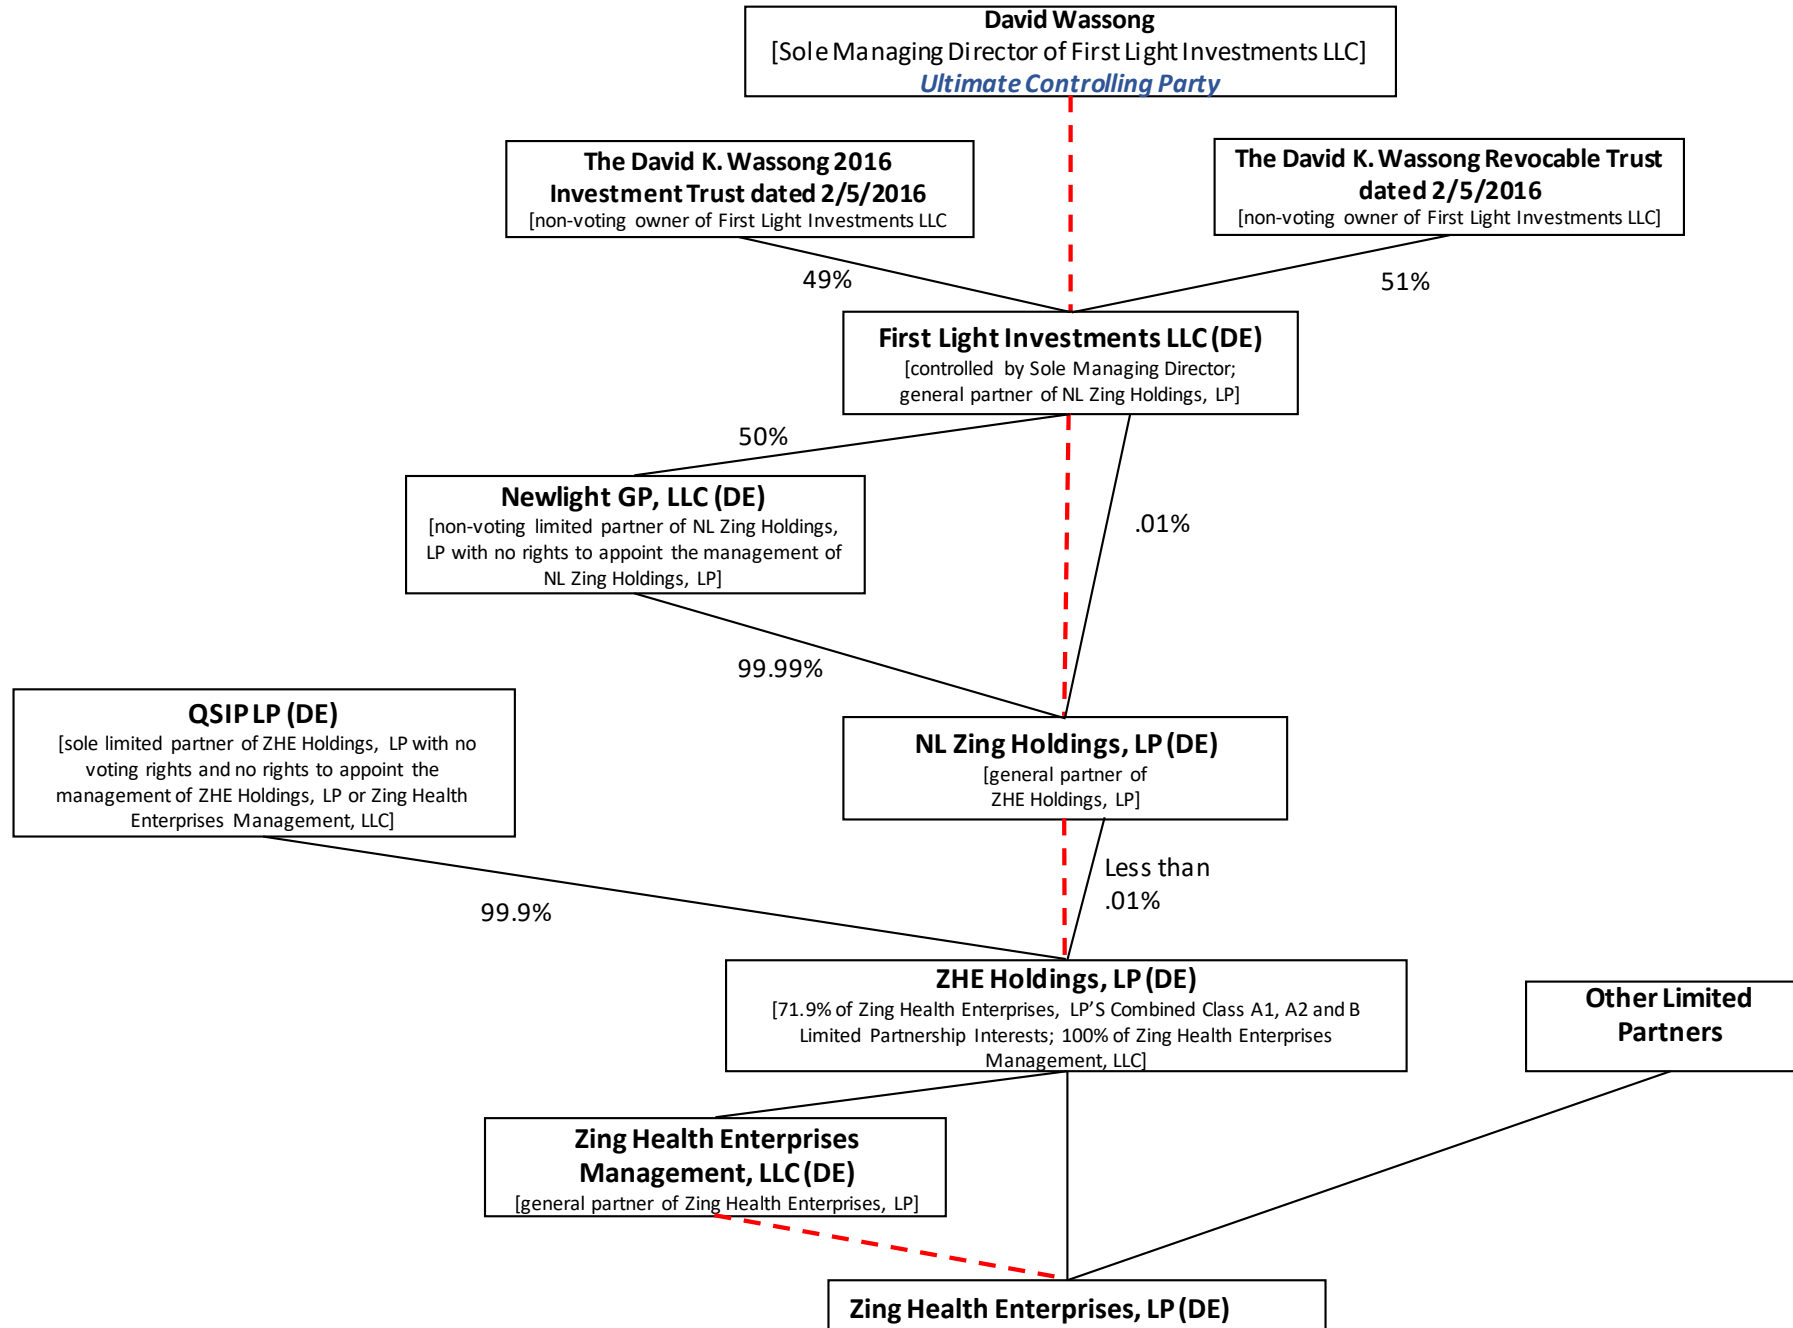 David Wassong
[Sole Managing Director of First Light Investments LLC]
Ultimate Controlling Party
The David K. Wassong 2016
Investment Trust dated 2/5/2016
[non-voting owner of First Light Investments LLC
The David K. Wassong Revocable Trust
dated 2/5/2016
[non-voting owner of First Light Investments LLC]
49%
51%
First Light Investments LLC (DE)
[controlled by Sole Managing Director;
general partner of NL Zing Holdings, LP]
50%
Newlight GP, LLC (DE)
[non-voting limited partner of NL Zing Holdings,
LP with no rights to appoint the management of
NL Zing Holdings, LP]
.01%
99.99%
QSIP LP (DE)
[sole limited partner of ZHE Holdings, LP with no
voting rights and no rights to appoint the
management of ZHE Holdings, LP or Zing Health
Enterprises Management, LLC]
NL Zing Holdings, LP (DE)
[general partner of
ZHE Holdings, LP]
Less than
.01%
99.9%
ZHE Holdings, LP (DE)
[71.9% of Zing Health Enterprises, LP'S Combined Class A1, A2 and B
Limited Partnership Interests; 100% of Zing Health Enterprises
Management, LLC]
Other Limited
Partners
Zing Health Enterprises
Management, LLC (DE)
[general partner of Zing Health Enterprises, LP]
Zing Health Enterprises, LP (DE)